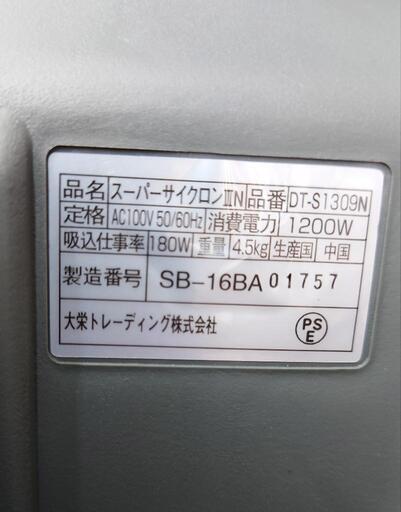 品名 スーパーサイクロンⅢN 品番 DT-S1309N
定格 AC100V 50/60Hz 消費電力 1200W
吸込仕事率 180W 重量 4.5kg 生産国 中国
製造番号 SB-16BA 01757
大栄トレーディング株式会社 PSE